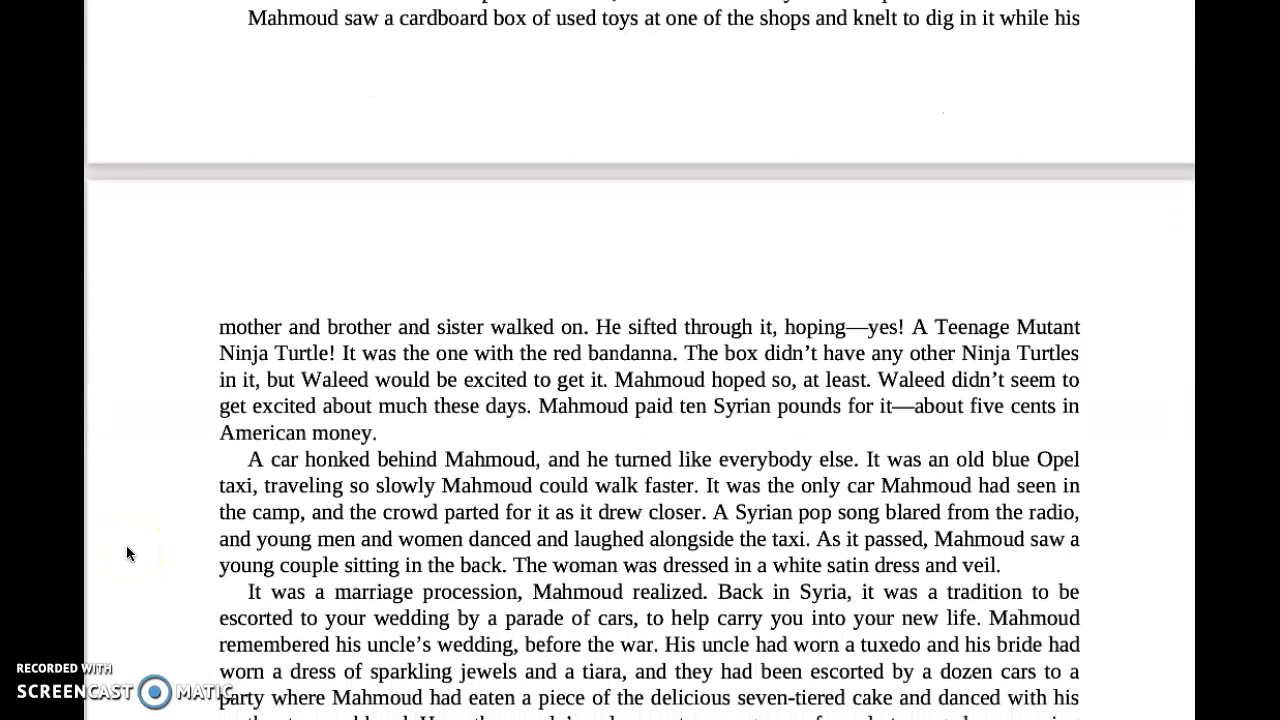 Mahmoud saw a cardboard box of used toys at one of the shops and knelt to dig in it while his
mother and brother and sister walked on. He sifted through it, hoping—yes! A Teenage Mutant
Ninja Turtle! It was the one with the red bandanna. The box didn’t have any other Ninja Turtles
in it, but Waleed would be excited to get it. Mahmoud hoped so, at least. Waleed didn’t seem to
get excited about much these days. Mahmoud paid ten Syrian pounds for it—about five cents in
American money.
A car honked behind Mahmoud, and he turned like everybody else. It was an old blue Opel
taxi, traveling so slowly Mahmoud could walk faster. It was the only car Mahmoud had seen in
the camp, and the crowd parted for it as it drew closer. A Syrian pop song blared from the radio,
and young men and women danced and laughed alongside the taxi. As it passed, Mahmoud saw a
young couple sitting in the back. The woman was dressed in a white satin dress and veil.
It was a marriage procession, Mahmoud realized. Back in Syria, it was a tradition to be
escorted to your wedding by a parade of cars, to help carry you into your new life. Mahmoud
remembered his uncle’s wedding, before the war. His uncle had worn a tuxedo and his bride had
worn a dress of sparkling jewels and a tiara, and they had been escorted by a dozen cars to a
party where Mahmoud had eaten a piece of the delicious seven-tiered cake and danced with his
RECORDED WITH
SCREENCAST MATIC